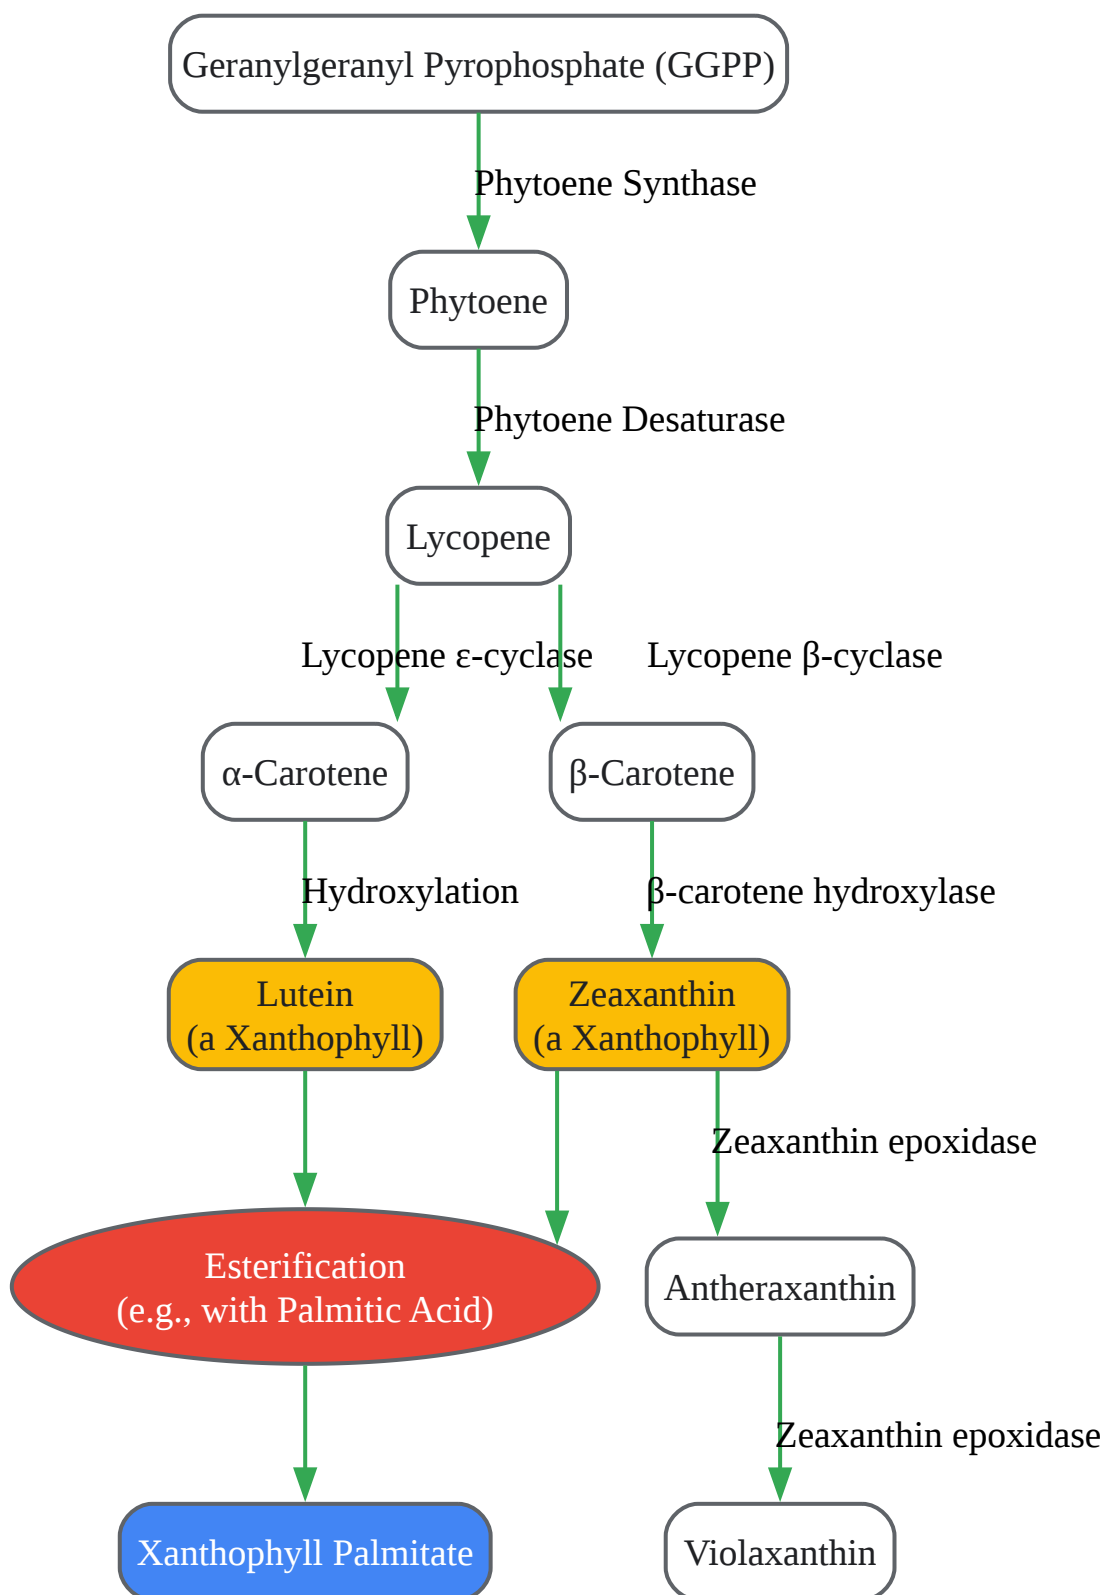 Geranylgeranyl Pyrophosphate (GGPP)
Phytoene Synthase
Phytoene
Phytoene Desaturase
Lycopene
Lycopene ε-cyclase
Lycopene β-cyclase
α-Carotene
β-Carotene
Hydroxylation
β-carotene hydroxylase
Lutein
(a Xanthophyll)
Zeaxanthin
(a Xanthophyll)
Zeaxanthin epoxidase
Esterification
(e.g., with Palmitic Acid)
Antheraxanthin
Zeaxanthin epoxidase
Xanthophyll Palmitate
Violaxanthin